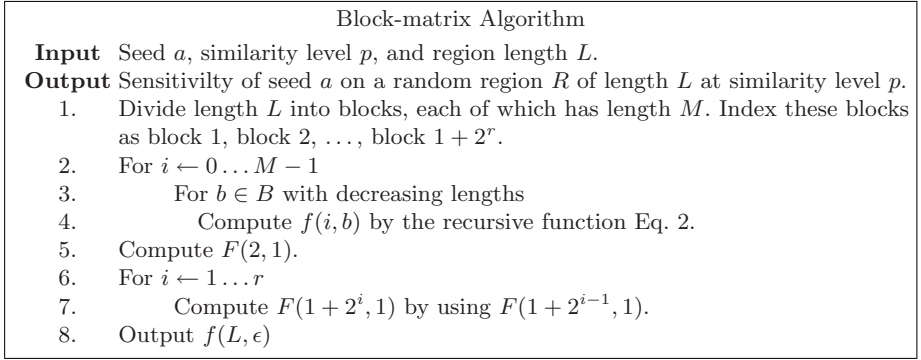 Block-matrix Algorithm
Input Seed a, similarity level p, and region length L.
Output Sensitivilty of seed a on a random region R of length L at similarity level p.
1. Divide length L into blocks, each of which has length M. Index these blocks
as block 1, block 2, ..., block 1 + 2^r.
2. For i ← 0 ... M − 1
3. For b ∈ B with decreasing lengths
4. Compute f(i, b) by the recursive function Eq. 2.
5. Compute F(2, 1).
6. For i ← 1 ... r
7. Compute F(1 + 2^i, 1) by using F(1 + 2^{i−1}, 1).
8. Output f(L, ϵ)